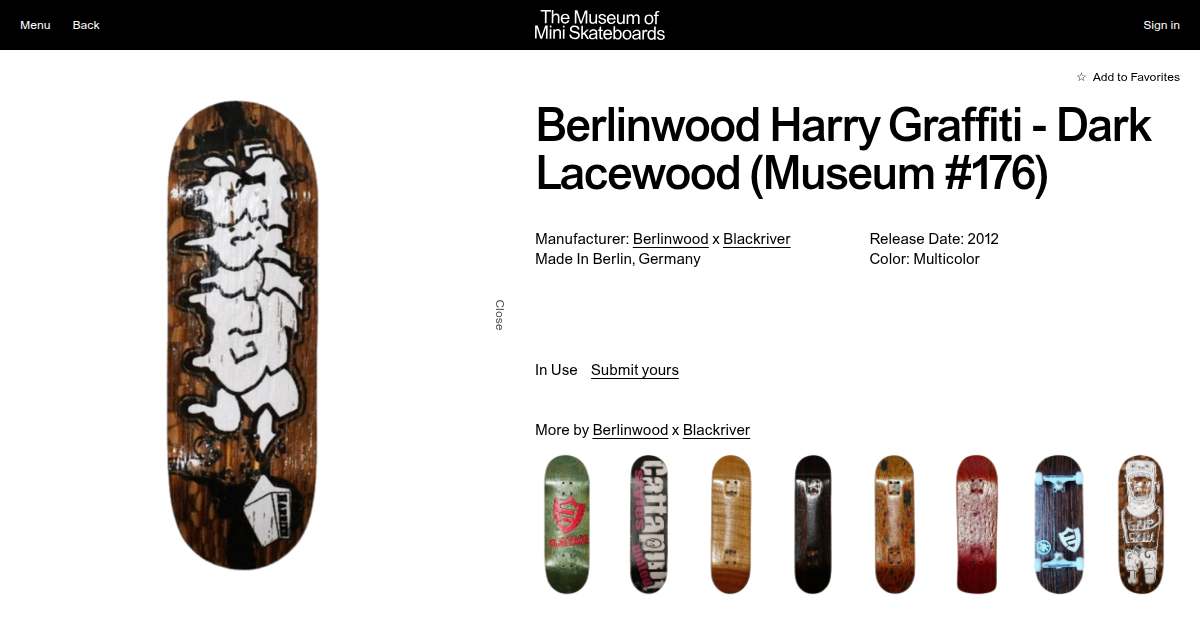 Menu
Back
The Museum of
Mini Skateboards
Sign in
☆ Add to Favorites
Berlinwood Harry Graffiti - Dark
Lacewood (Museum #176)
Manufacturer: Berlinwood x Blackriver
Made In Berlin, Germany
Release Date: 2012
Color: Multicolor
Close
In Use
Submit yours
More by Berlinwood x Blackriver